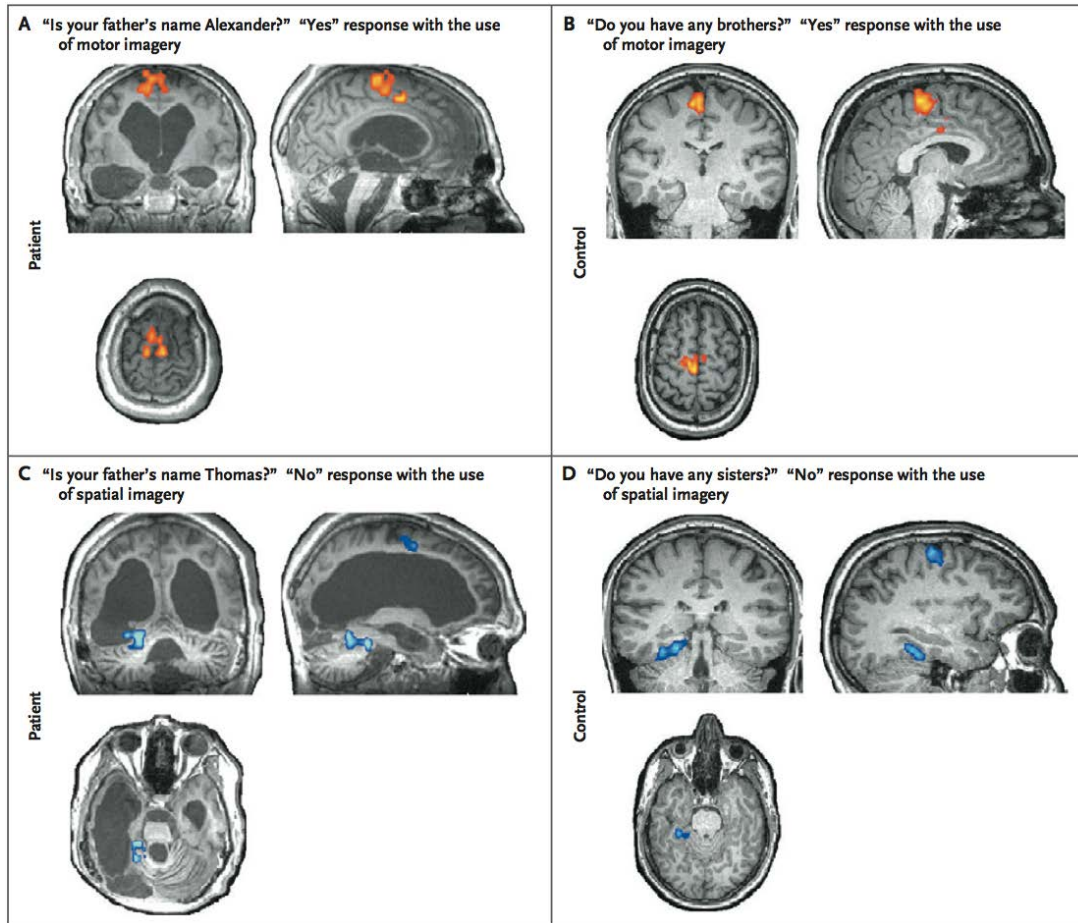 A "Is your father's name Alexander?" "Yes" response with the use
of motor imagery
Patient
B "Do you have any brothers?" "Yes" response with the use
of motor imagery
Control
C "Is your father's name Thomas?" "No" response with the use
of spatial imagery
Patient
D "Do you have any sisters?" "No" response with the use
of spatial imagery
Control